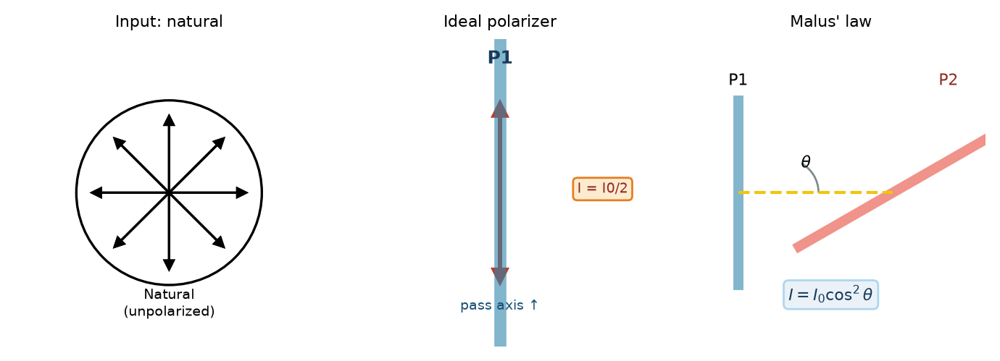 Input: natural
Natural
(unpolarized)
Ideal polarizer
P1
I = I0/2
pass axis ↑
Malus' law
P1
P2
θ
I = I₀cos² θ